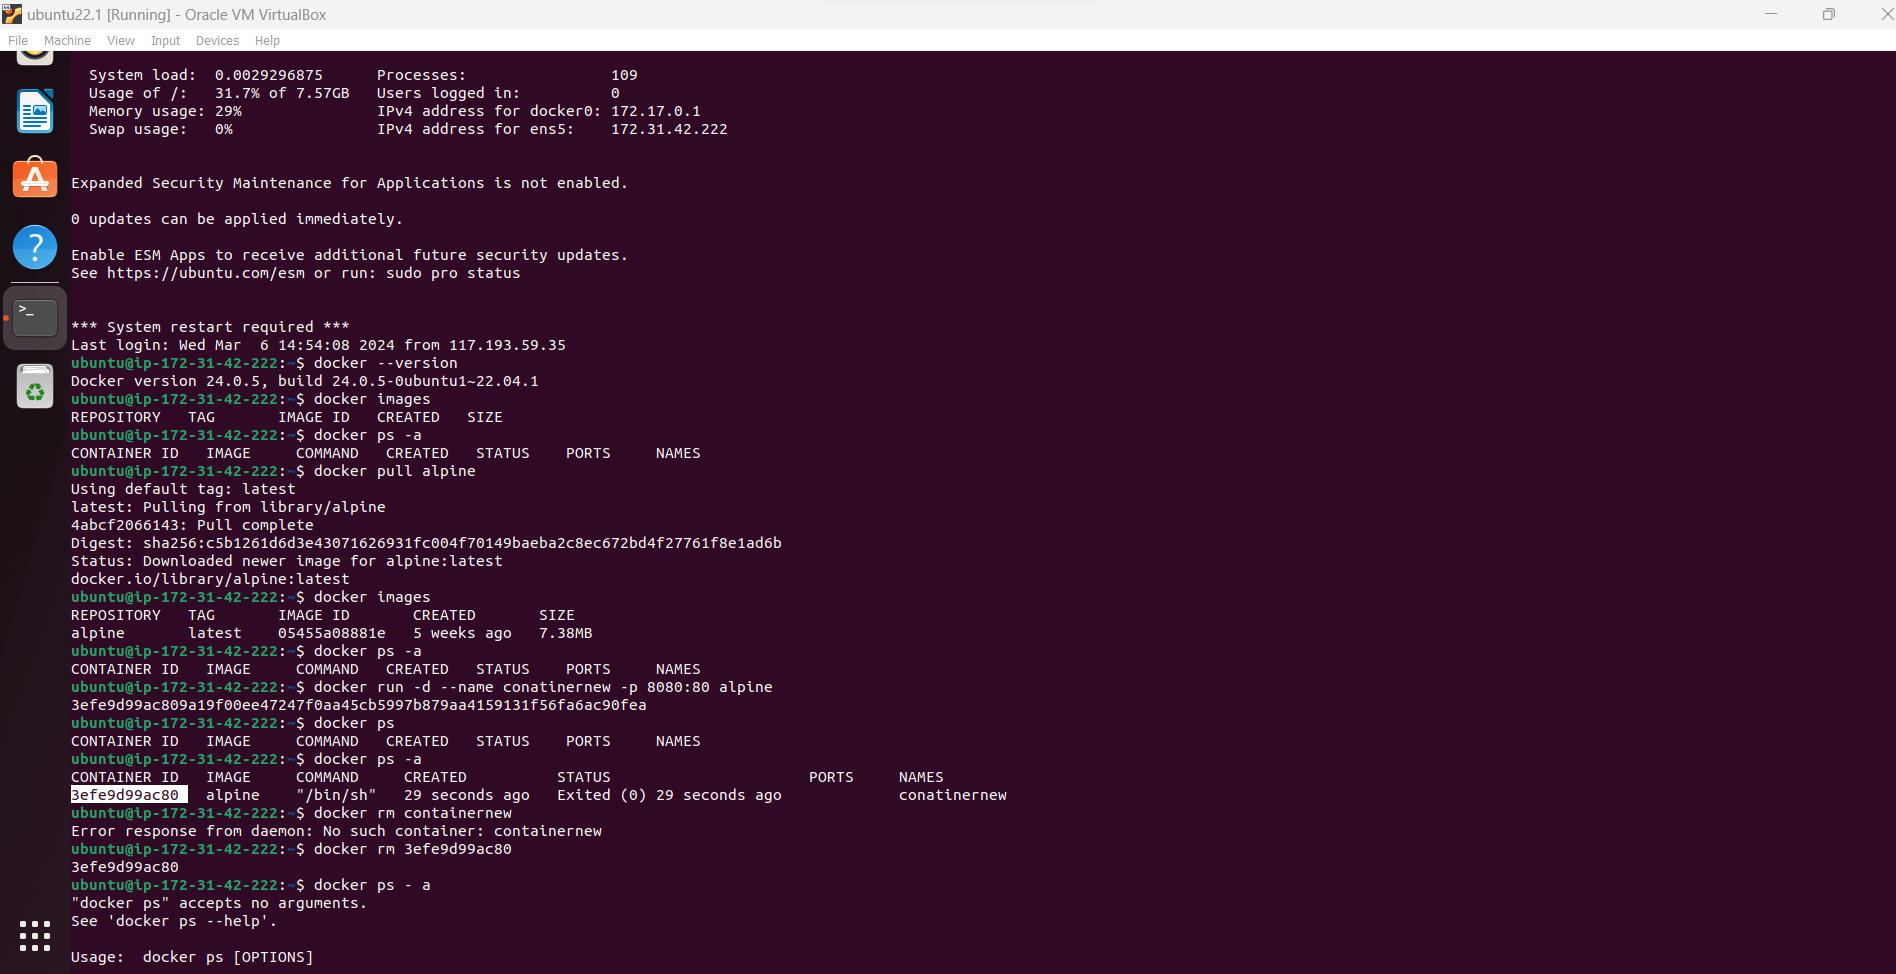 ubuntu22.1 [Running] - Oracle VM VirtualBox
File Machine View Input Devices Help
System load: 0.0029296875 Processes: 109
Usage of /: 31.7% of 7.57GB Users logged in: 0
Memory usage: 29% IPv4 address for docker0: 172.17.0.1
Swap usage: 0% IPv4 address for ens5: 172.31.42.222
Expanded Security Maintenance for Applications is not enabled.
0 updates can be applied immediately.
Enable ESM Apps to receive additional future security updates.
See https://ubuntu.com/esm or run: sudo pro status
*** System restart required ***
Last login: Wed Mar  6 14:54:08 2024 from 117.193.59.35
ubuntu@ip-172-31-42-222:~$ docker --version
Docker version 24.0.5, build 24.0.5-0ubuntu1~22.04.1
ubuntu@ip-172-31-42-222:~$ docker images
REPOSITORY TAG IMAGE ID CREATED SIZE
ubuntu@ip-172-31-42-222:~$ docker ps -a
CONTAINER ID IMAGE COMMAND CREATED STATUS PORTS NAMES
ubuntu@ip-172-31-42-222:~$ docker pull alpine
Using default tag: latest
latest: Pulling from library/alpine
4abcf2066143: Pull complete
Digest: sha256:c5b1261d6d3e43071626931fc004f70149baeba2c8ec672bd4f27761f8e1ad6b
Status: Downloaded newer image for alpine:latest
docker.io/library/alpine:latest
ubuntu@ip-172-31-42-222:~$ docker images
REPOSITORY TAG IMAGE ID CREATED SIZE
alpine latest 05455a08881e 5 weeks ago 7.38MB
ubuntu@ip-172-31-42-222:~$ docker ps -a
CONTAINER ID IMAGE COMMAND CREATED STATUS PORTS NAMES
ubuntu@ip-172-31-42-222:~$ docker run -d --name conatinernew -p 8080:80 alpine
3efe9d99ac809a19f00ee47247f0aa45cb5997b879aa4159131f56fa6ac90fea
ubuntu@ip-172-31-42-222:~$ docker ps
CONTAINER ID IMAGE COMMAND CREATED STATUS PORTS NAMES
ubuntu@ip-172-31-42-222:~$ docker ps -a
CONTAINER ID IMAGE COMMAND CREATED STATUS PORTS NAMES
3efe9d99ac80 alpine "/bin/sh" 29 seconds ago Exited (0) 29 seconds ago conatinernew
ubuntu@ip-172-31-42-222:~$ docker rm containernew
Error response from daemon: No such container: containernew
ubuntu@ip-172-31-42-222:~$ docker rm 3efe9d99ac80
3efe9d99ac80
ubuntu@ip-172-31-42-222:~$ docker ps - a
"docker ps" accepts no arguments.
See 'docker ps --help'.
Usage:  docker ps [OPTIONS]